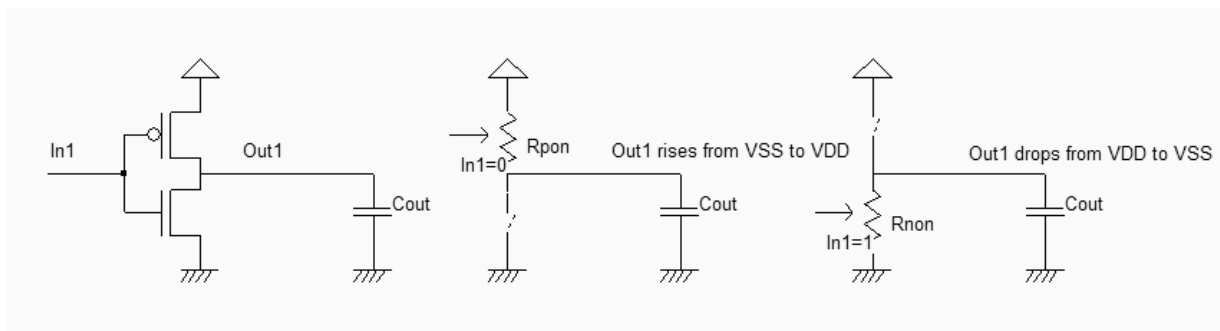 In1
Out1
Cout
Rpon
In1=0
Out1 rises from VSS to VDD
Cout
Out1 drops from VDD to VSS
Cout
Rnon
In1=1